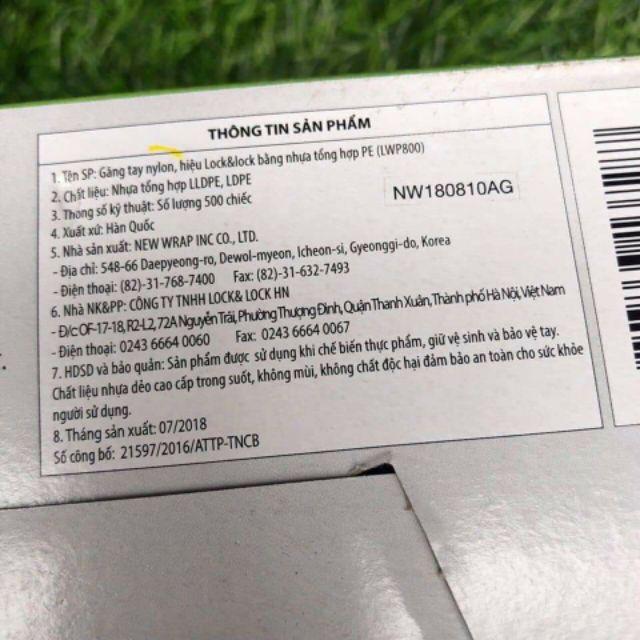 THÔNG TIN SẢN PHẨM
1. Tên SP: Găng tay nylon, hiệu Lock&lock bằng nhựa tổng hợp PE (LWP800)
2. Chất liệu: Nhựa tổng hợp LLDPE, LDPE
3. Thông số kỹ thuật: Số lượng 500 chiếc
NW180810AG
4. Xuất xứ: Hàn Quốc
5. Nhà sản xuất: NEW WRAP INC CO., LTD.
- Địa chỉ: 548-66 Daepyeong-ro, Dewol-myeon, Icheon-si, Gyeonggi-do, Korea
- Điện thoại: (82)-31-768-7400 Fax: (82)-31-632-7493
6. Nhà NK&PP: CÔNG TY TNHH LOCK& LOCK HN
- Đ/c: OF-17-18, R2-L2, 72A Nguyễn Trãi, Phường Thượng Đình, Quận Thanh Xuân, Thành phố Hà Nội, Việt Nam
- Điện thoại: 0243 6664 0060 Fax: 0243 6664 0067
7. HDSD và bảo quản: Sản phẩm được sử dụng khi chế biến thực phẩm, giữ vệ sinh và bảo vệ tay.
Chất liệu nhựa dẻo cao cấp trong suốt, không mùi, không chất độc hại đảm bảo an toàn cho sức khỏe
người sử dụng.
8. Tháng sản xuất: 07/2018
Số công bố: 21597/2016/ATTP-TNCB